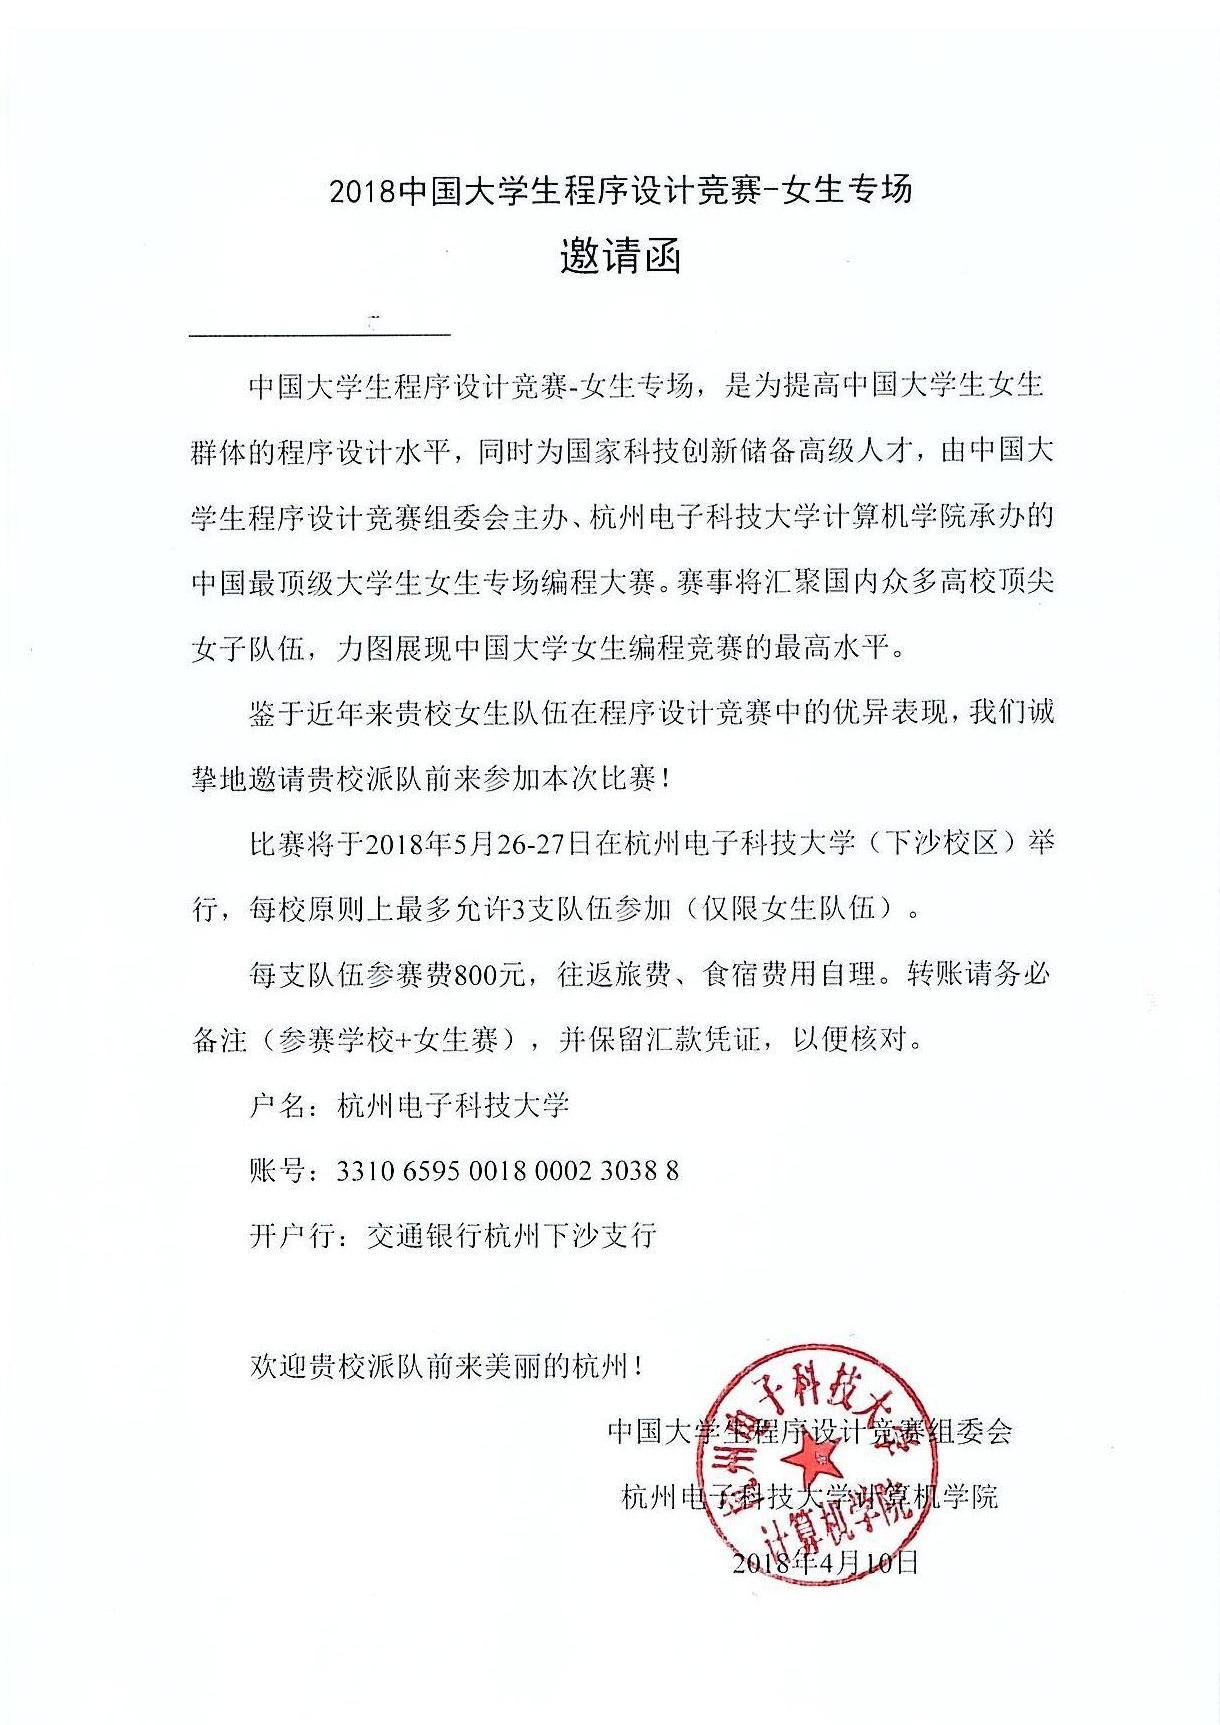 2018中国大学生程序设计竞赛-女生专场
邀请函
中国大学生程序设计竞赛-女生专场，是为提高中国大学生女生
群体的程序设计水平，同时为国家科技创新储备高级人才，由中国大
学生程序设计竞赛组委会主办、杭州电子科技大学计算机学院承办的
中国最顶级大学生女生专场编程大赛。赛事将汇聚国内众多高校顶尖
女子队伍，力图展现中国大学女生编程竞赛的最高水平。
鉴于近年来贵校女生队伍在程序设计竞赛中的优异表现，我们诚
挚地邀请贵校派队前来参加本次比赛！
比赛将于2018年5月26-27日在杭州电子科技大学（下沙校区）举
行，每校原则上最多允许3支队伍参加（仅限女生队伍）。
每支队伍参赛费800元，往返旅费、食宿费用自理。转账请务必
备注（参赛学校+女生赛），并保留汇款凭证，以便核对。
户名：杭州电子科技大学
账号：3310 6595 0018 0002 3038 8
开户行：交通银行杭州下沙支行
欢迎贵校派队前来美丽的杭州！
中国大学生程序设计竞赛组委会
杭州电子科技大学计算机学院
2018年4月10日
杭州电子科技大学
计算机学院